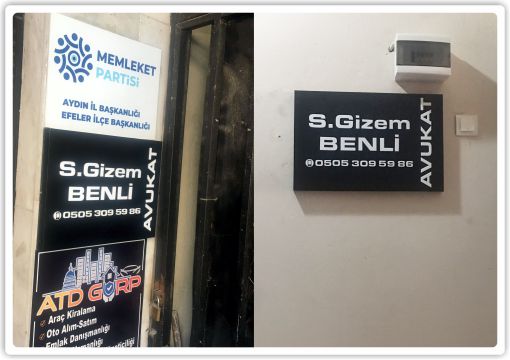 MEMLEKET
PARTİSİ
AYDIN İL BAŞKANLIĞI
EFELER İLÇE BAŞKANLIĞI
S.Gizem
BENLİ
0505 309 59 86
AVUKAT
ATD GORP
Araç Kiralama
Oto Alım-Satım
Emlak Danışmanlığı
S.Gizem
BENLİ
0505 309 59 86
AVUKAT